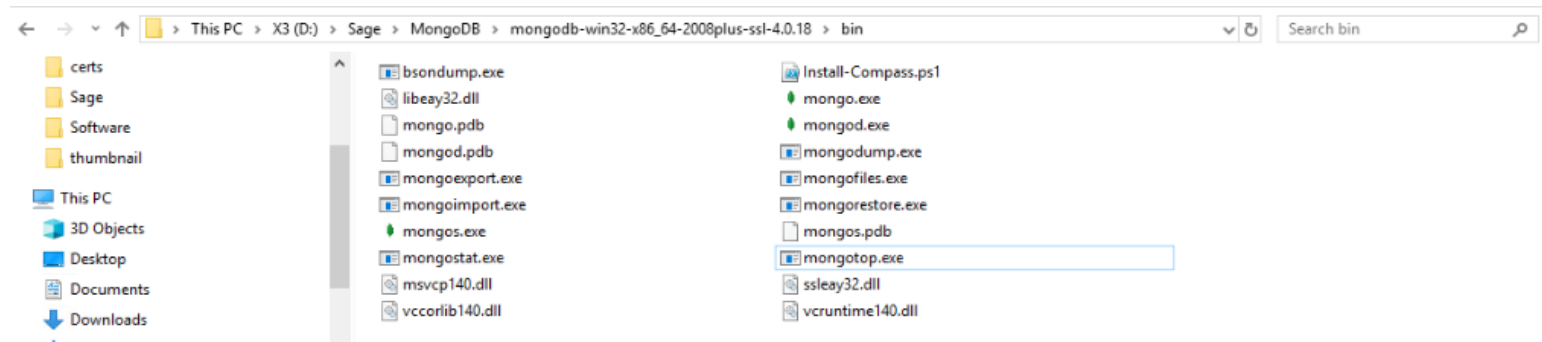 This PC > X3 (D:) > Sage > MongoDB > mongodb-win32-x86_64-2008plus-ssl-4.0.18 > bin
Search bin
certs
Sage
Software
thumbnail
This PC
3D Objects
Desktop
Documents
Downloads
bsondump.exe
libeay32.dll
mongo.pdb
mongod.pdb
mongoexport.exe
mongoimport.exe
mongos.exe
mongostat.exe
msvcp140.dll
vccorlib140.dll
Install-Compass.ps1
mongo.exe
mongod.exe
mongodump.exe
mongofiles.exe
mongorestore.exe
mongos.pdb
mongotop.exe
ssleay32.dll
vcruntime140.dll